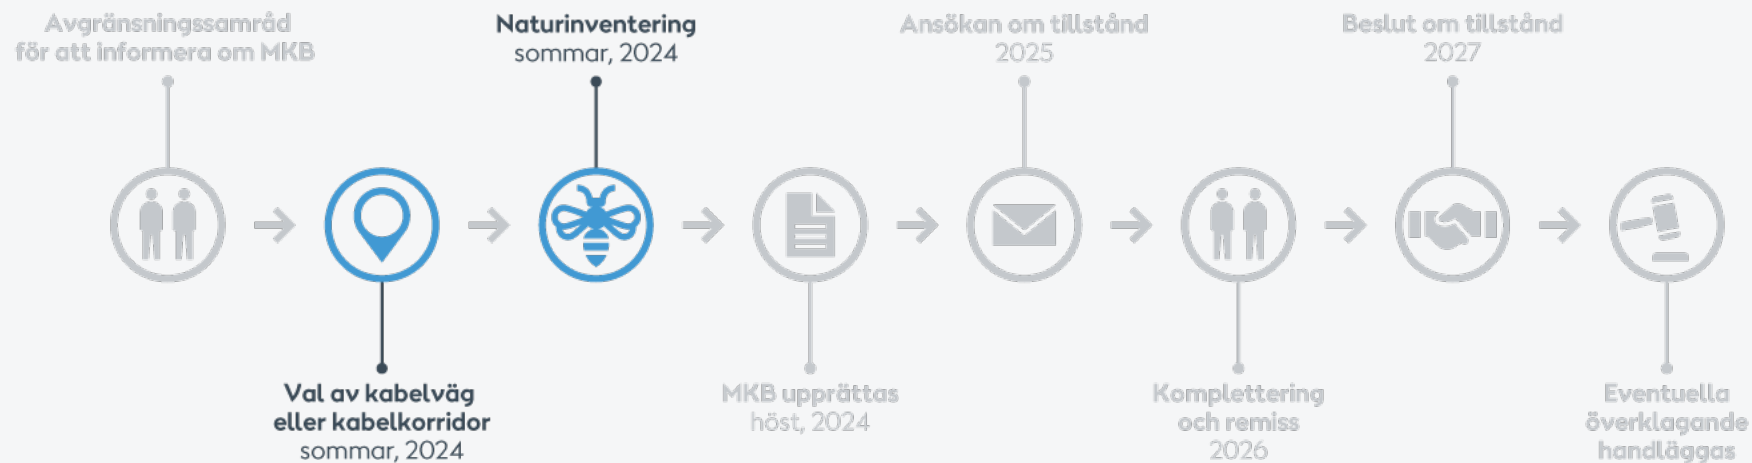 Avgränsningssamråd
för att informera om MKB
Val av kabelväg
eller kabelkorridor
sommar, 2024
Naturinventering
sommar, 2024
MKB upprättas
höst, 2024
Ansökan om tillstånd
2025
Komplettering
och remiss
2026
Beslut om tillstånd
2027
Eventuella
överklagande
handläggas